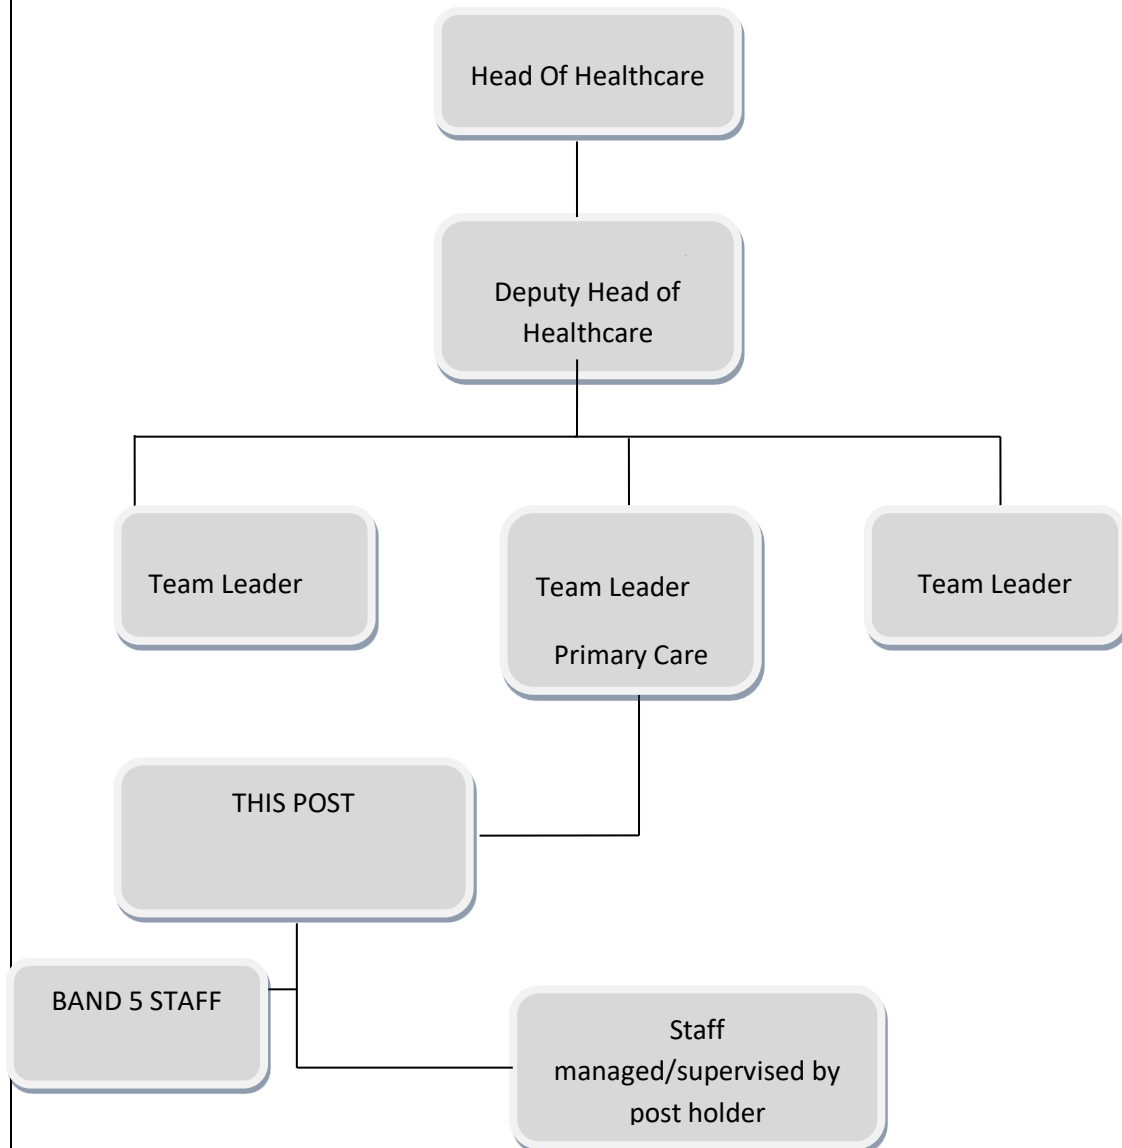 Head Of Healthcare
Deputy Head of
Healthcare
Team Leader
Team Leader
Primary Care
Team Leader
THIS POST
BAND 5 STAFF
Staff
managed/supervised by
post holder